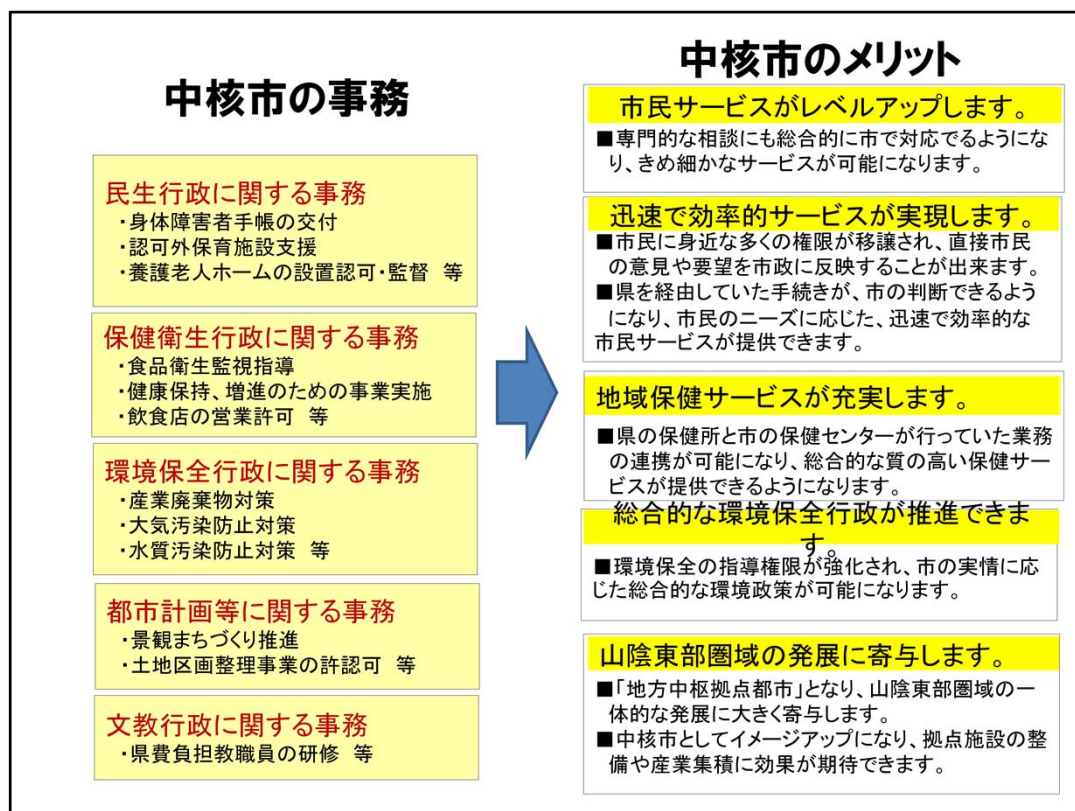 中核市の事務
民生行政に関する事務
・身体障害者手帳の交付
・認可外保育施設支援
・養護老人ホームの設置認可・監督 等
保健衛生行政に関する事務
・食品衛生監視指導
・健康保持、増進のための事業実施
・飲食店の営業許可 等
環境保全行政に関する事務
・産業廃棄物対策
・大気汚染防止対策
・水質汚染防止対策 等
都市計画等に関する事務
・景観まちづくり推進
・土地区画整理事業の許認可 等
文教行政に関する事務
・県費負担教職員の研修 等
中核市のメリット
市民サービスがレベルアップします。
■専門的な相談にも総合的に市で対応でるようにな
り、きめ細かなサービスが可能になります。
迅速で効率的サービスが実現します。
■市民に身近な多くの権限が移譲され、直接市民
の意見や要望を市政に反映することが出来ます。
■県を経由していた手続きが、市の判断できるよう
になり、市民のニーズに応じた、迅速で効率的な
市民サービスが提供できます。
地域保健サービスが充実します。
■県の保健所と市の保健センターが行っていた業務
の連携が可能になり、総合的な質の高い保健サー
ビスが提供できるようになります。
総合的な環境保全行政が推進できま
す。
■環境保全の指導権限が強化され、市の実情に応
じた総合的な環境政策が可能になります。
山陰東部圏域の発展に寄与します。
■「地方中枢拠点都市」となり、山陰東部圏域の一
体的な発展に大きく寄与します。
■中核市としてイメージアップになり、拠点施設の整
備や産業集積に効果が期待できます。